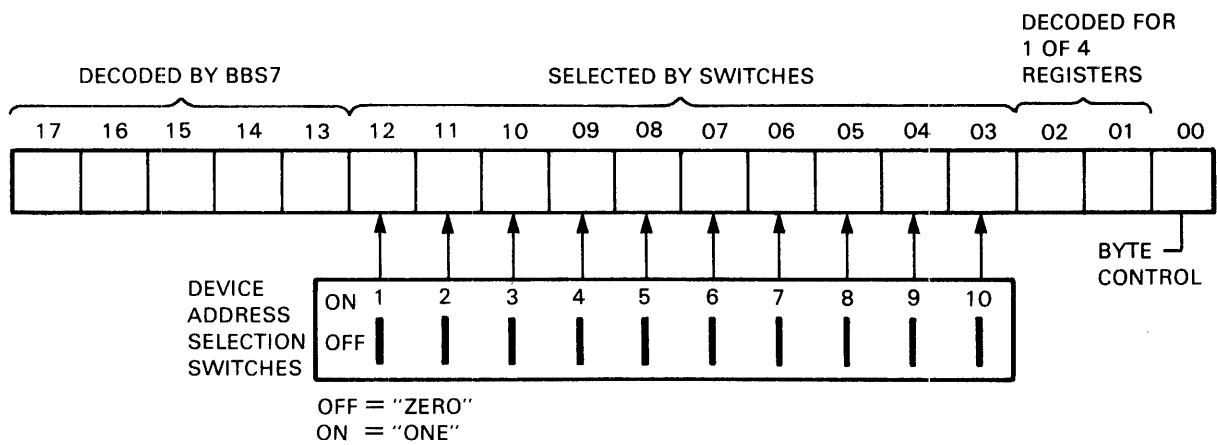 DECODED FOR
1 OF 4
REGISTERS
DECODED BY BBS7
SELECTED BY SWITCHES
17 16 15 14 13 12 11 10 09 08 07 06 05 04 03 02 01 00
BYTE
CONTROL
DEVICE
ADDRESS
SELECTION
SWITCHES
ON 1 2 3 4 5 6 7 8 9 10
OFF
OFF = "ZERO"
ON = "ONE"